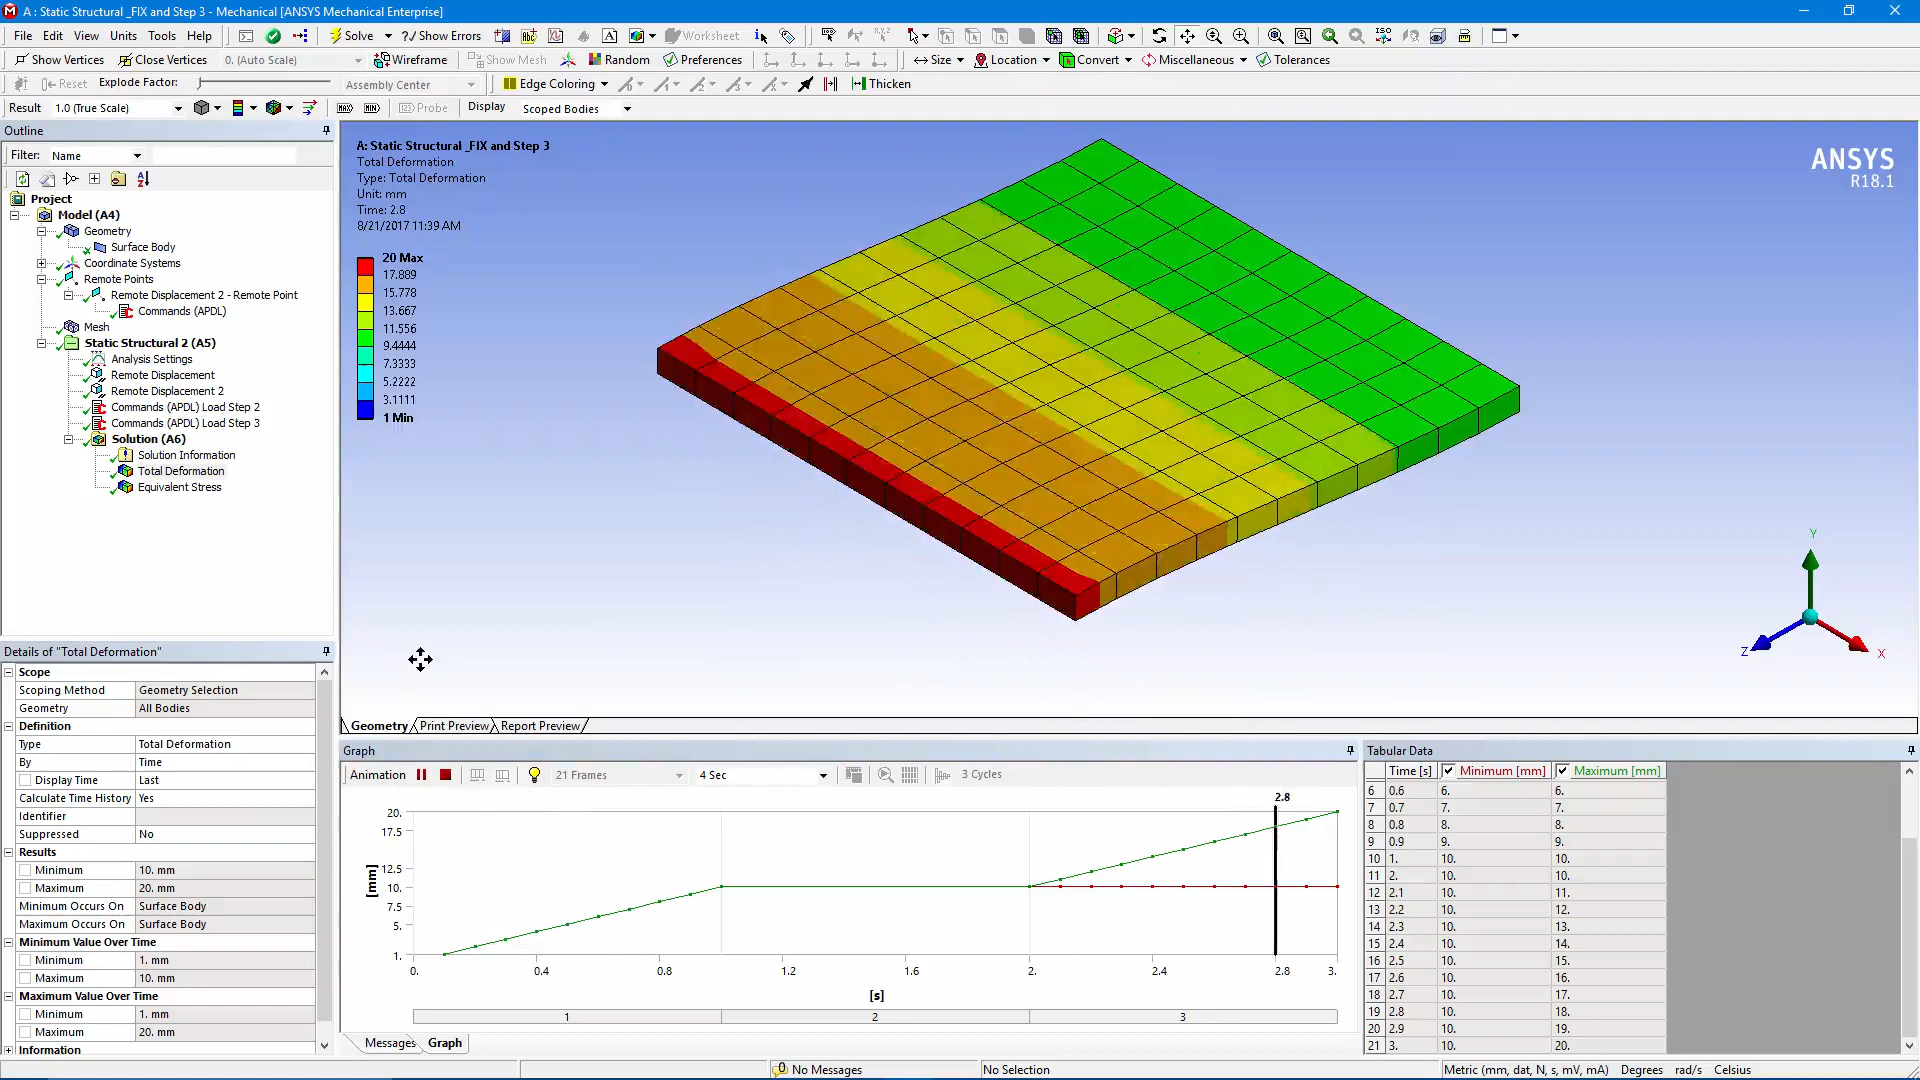 A : Static Structural _FIX and Step 3 - Mechanical [ANSYS Mechanical Enterprise]
File Edit View Units Tools Help Solve ?/ Show Errors Worksheet
Show Vertices Close Vertices 0. (Auto Scale) Wireframe Show Mesh Random Preferences Size Location Convert Miscellaneous Tolerances
Reset Explode Factor: Assembly Center Edge Coloring Thicken
Result 1.0 (True Scale) MAX MIN Probe Display Scoped Bodies
Outline
Filter: Name
Project
Model (A4)
Geometry
Surface Body
Coordinate Systems
Remote Points
Remote Displacement 2 - Remote Point
Commands (APDL)
Mesh
Static Structural 2 (A5)
Analysis Settings
Remote Displacement
Remote Displacement 2
Commands (APDL) Load Step 2
Commands (APDL) Load Step 3
Solution (A6)
Solution Information
Total Deformation
Equivalent Stress
A: Static Structural _FIX and Step 3
Total Deformation
Type: Total Deformation
Unit: mm
Time: 2.8
8/21/2017 11:39 AM
20 Max
17.889
15.778
13.667
11.556
9.4444
7.3333
5.2222
3.1111
1 Min
ANSYS
R18.1
Y
Z
X
Details of "Total Deformation"
Scope
Scoping Method Geometry Selection
Geometry All Bodies
Definition
Type Total Deformation
By Time
Display Time Last
Calculate Time History Yes
Identifier
Suppressed No
Results
Minimum 10. mm
Maximum 20. mm
Minimum Occurs On Surface Body
Maximum Occurs On Surface Body
Minimum Value Over Time
Minimum 1. mm
Maximum 10. mm
Maximum Value Over Time
Minimum 1. mm
Maximum 20. mm
Information
Geometry Print Preview Report Preview
Graph
Animation 21 Frames 4 Sec 3 Cycles
2.8
20.
17.5
12.5
10.
7.5
5.
1.
[mm]
0. 0.4 0.8 1.2 1.6 2. 2.4 2.8 3.
[s]
1 2 3
Messages Graph
Tabular Data
Time [s] Minimum [mm] Maximum [mm]
6 0.6 6. 6.
7 0.7 7. 7.
8 0.8 8. 8.
9 0.9 9. 9.
10 1. 10. 10.
11 2. 10. 10.
12 2.1 10. 11.
13 2.2 10. 12.
14 2.3 10. 13.
15 2.4 10. 14.
16 2.5 10. 15.
17 2.6 10. 16.
18 2.7 10. 17.
19 2.8 10. 18.
20 2.9 10. 19.
21 3. 10. 20.
No Messages No Selection Metric (mm, dat, N, s, mV, mA) Degrees rad/s Celsius